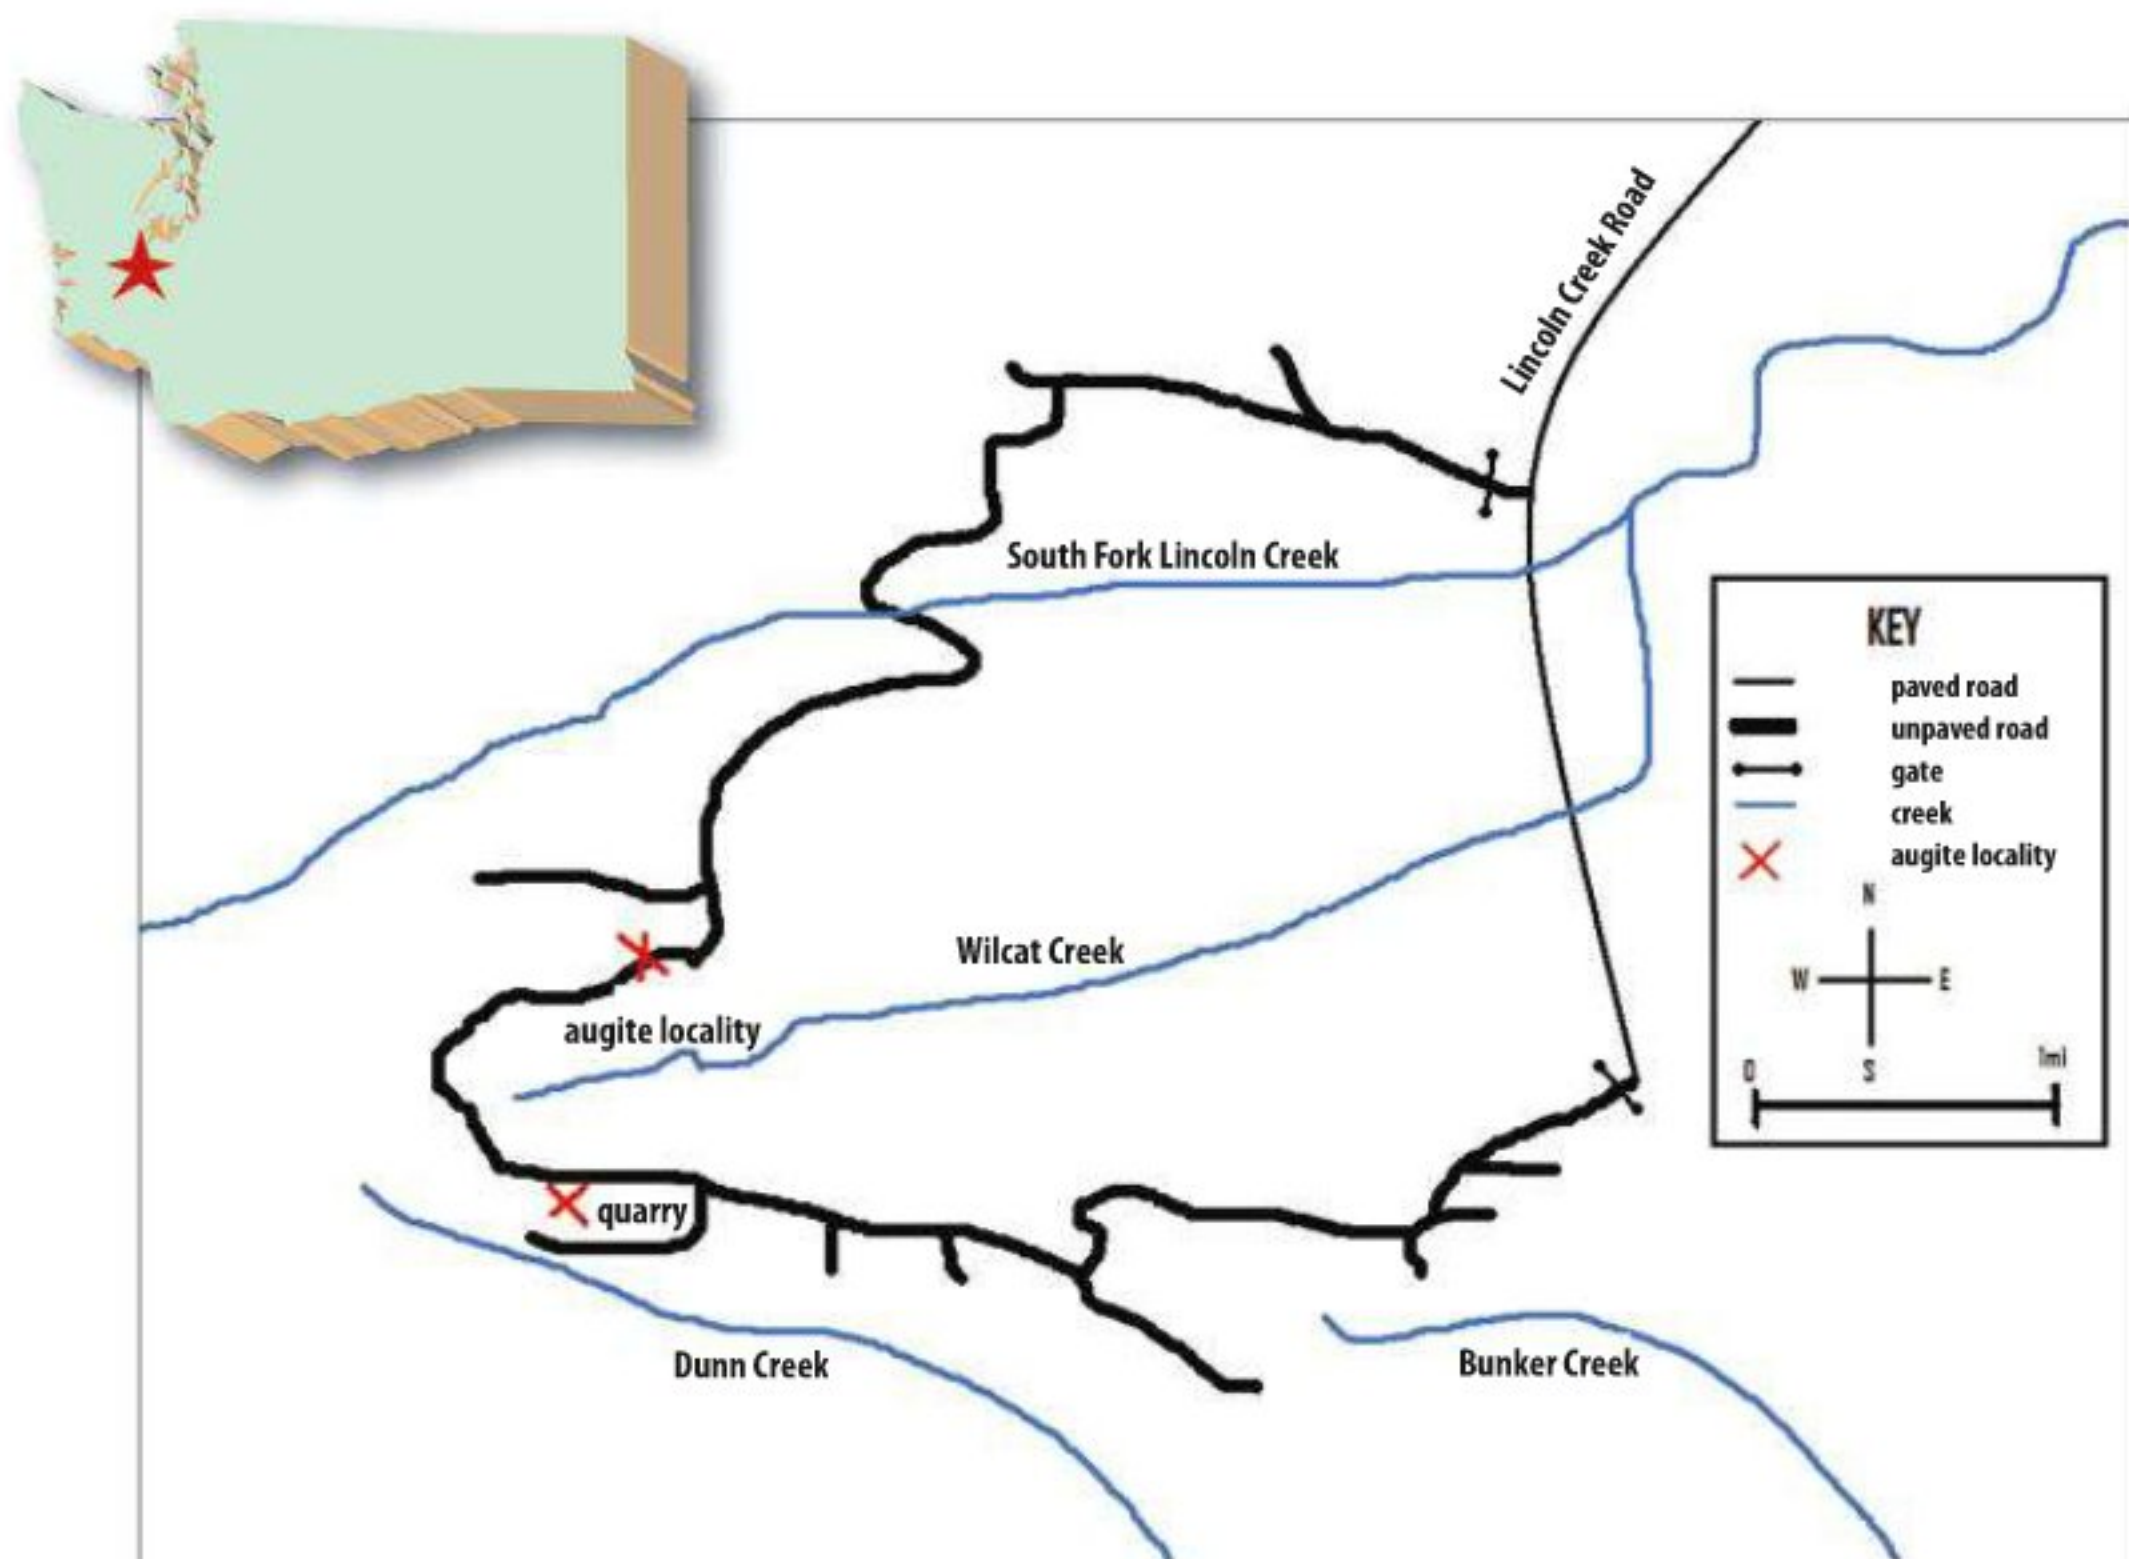 Lincoln Creek Road
South Fork Lincoln Creek
KEY
paved road
unpaved road
gate
creek
augite locality
N
W E
S
0 1mi
Wilcat Creek
augite locality
quarry
Dunn Creek
Bunker Creek